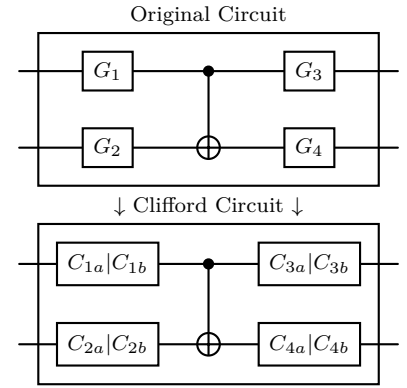 Original Circuit
G₁ G₃
G₂ G₄
↓ Clifford Circuit ↓
C₁ₐ|C₁b C₃ₐ|C₃b
C₂ₐ|C₂b C₄ₐ|C₄b